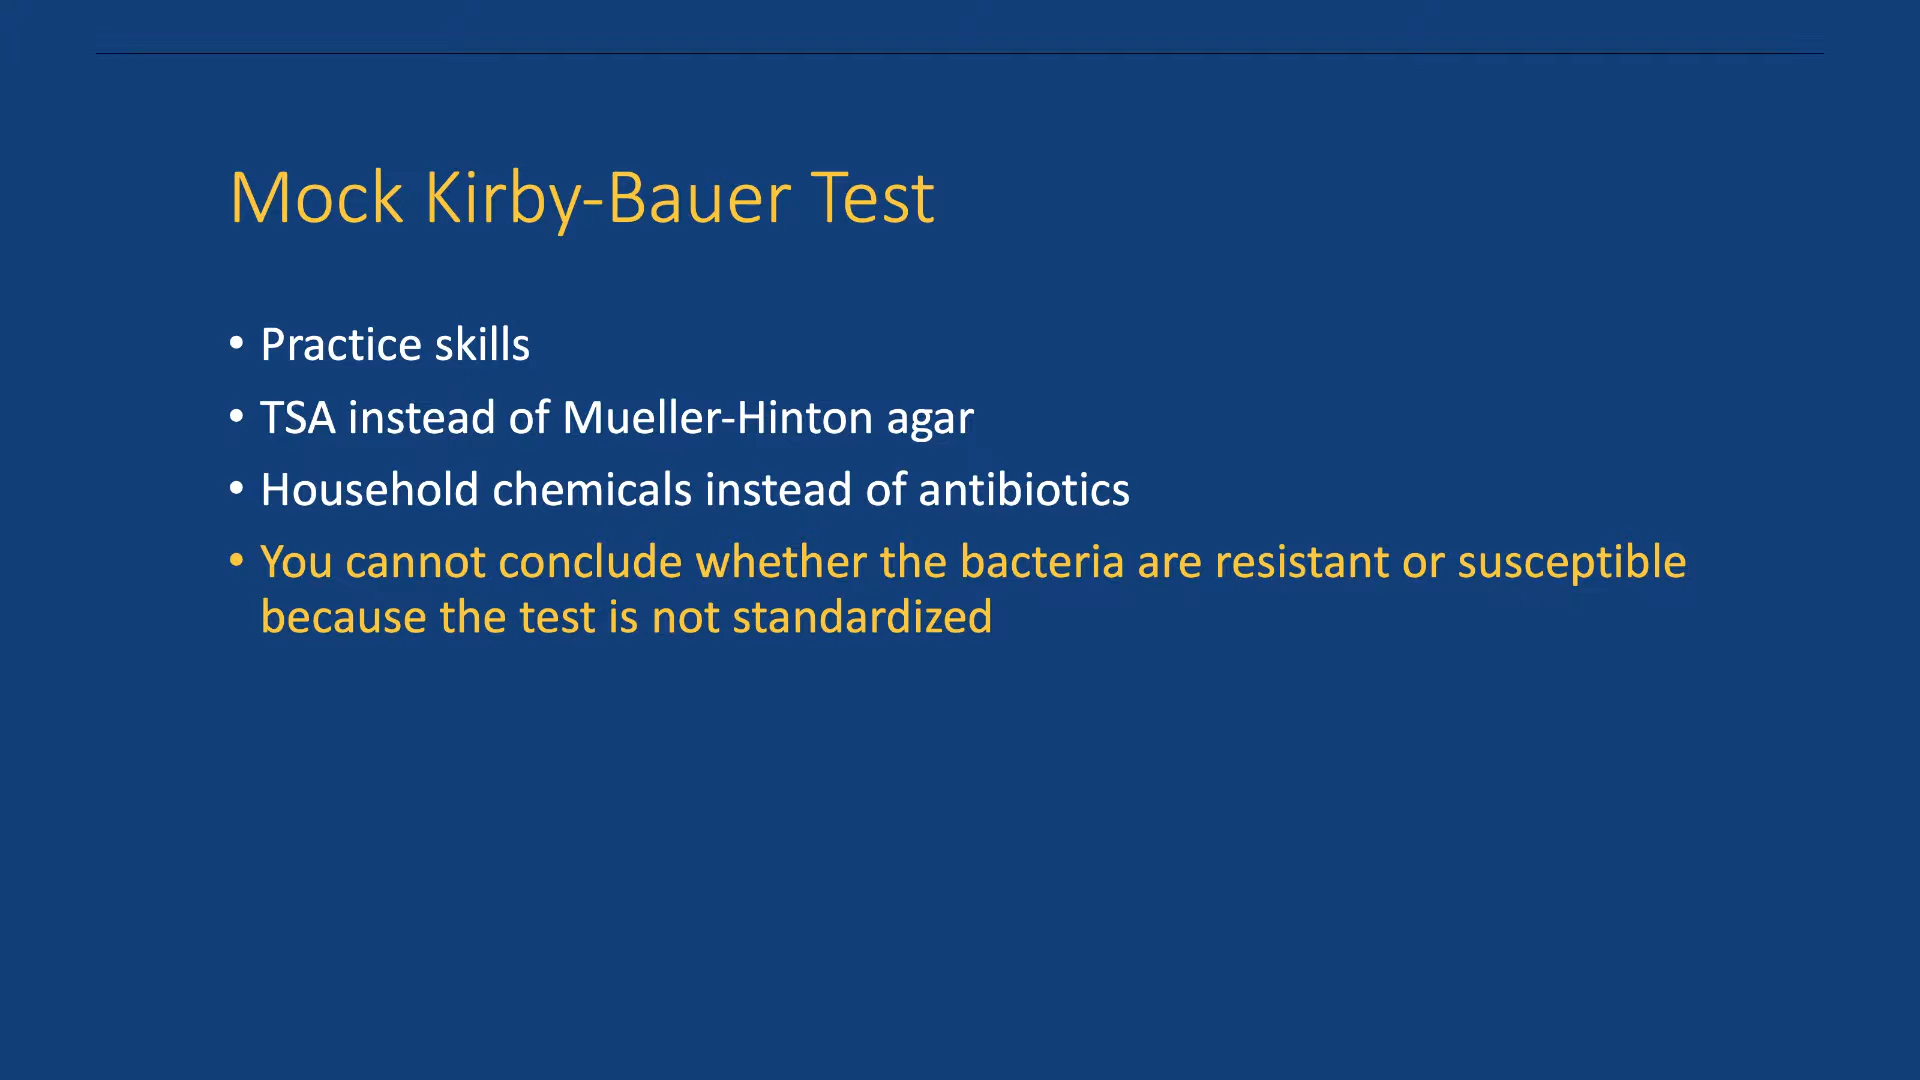 Mock Kirby-Bauer Test
• Practice skills
• TSA instead of Mueller-Hinton agar
• Household chemicals instead of antibiotics
• You cannot conclude whether the bacteria are resistant or susceptible
because the test is not standardized